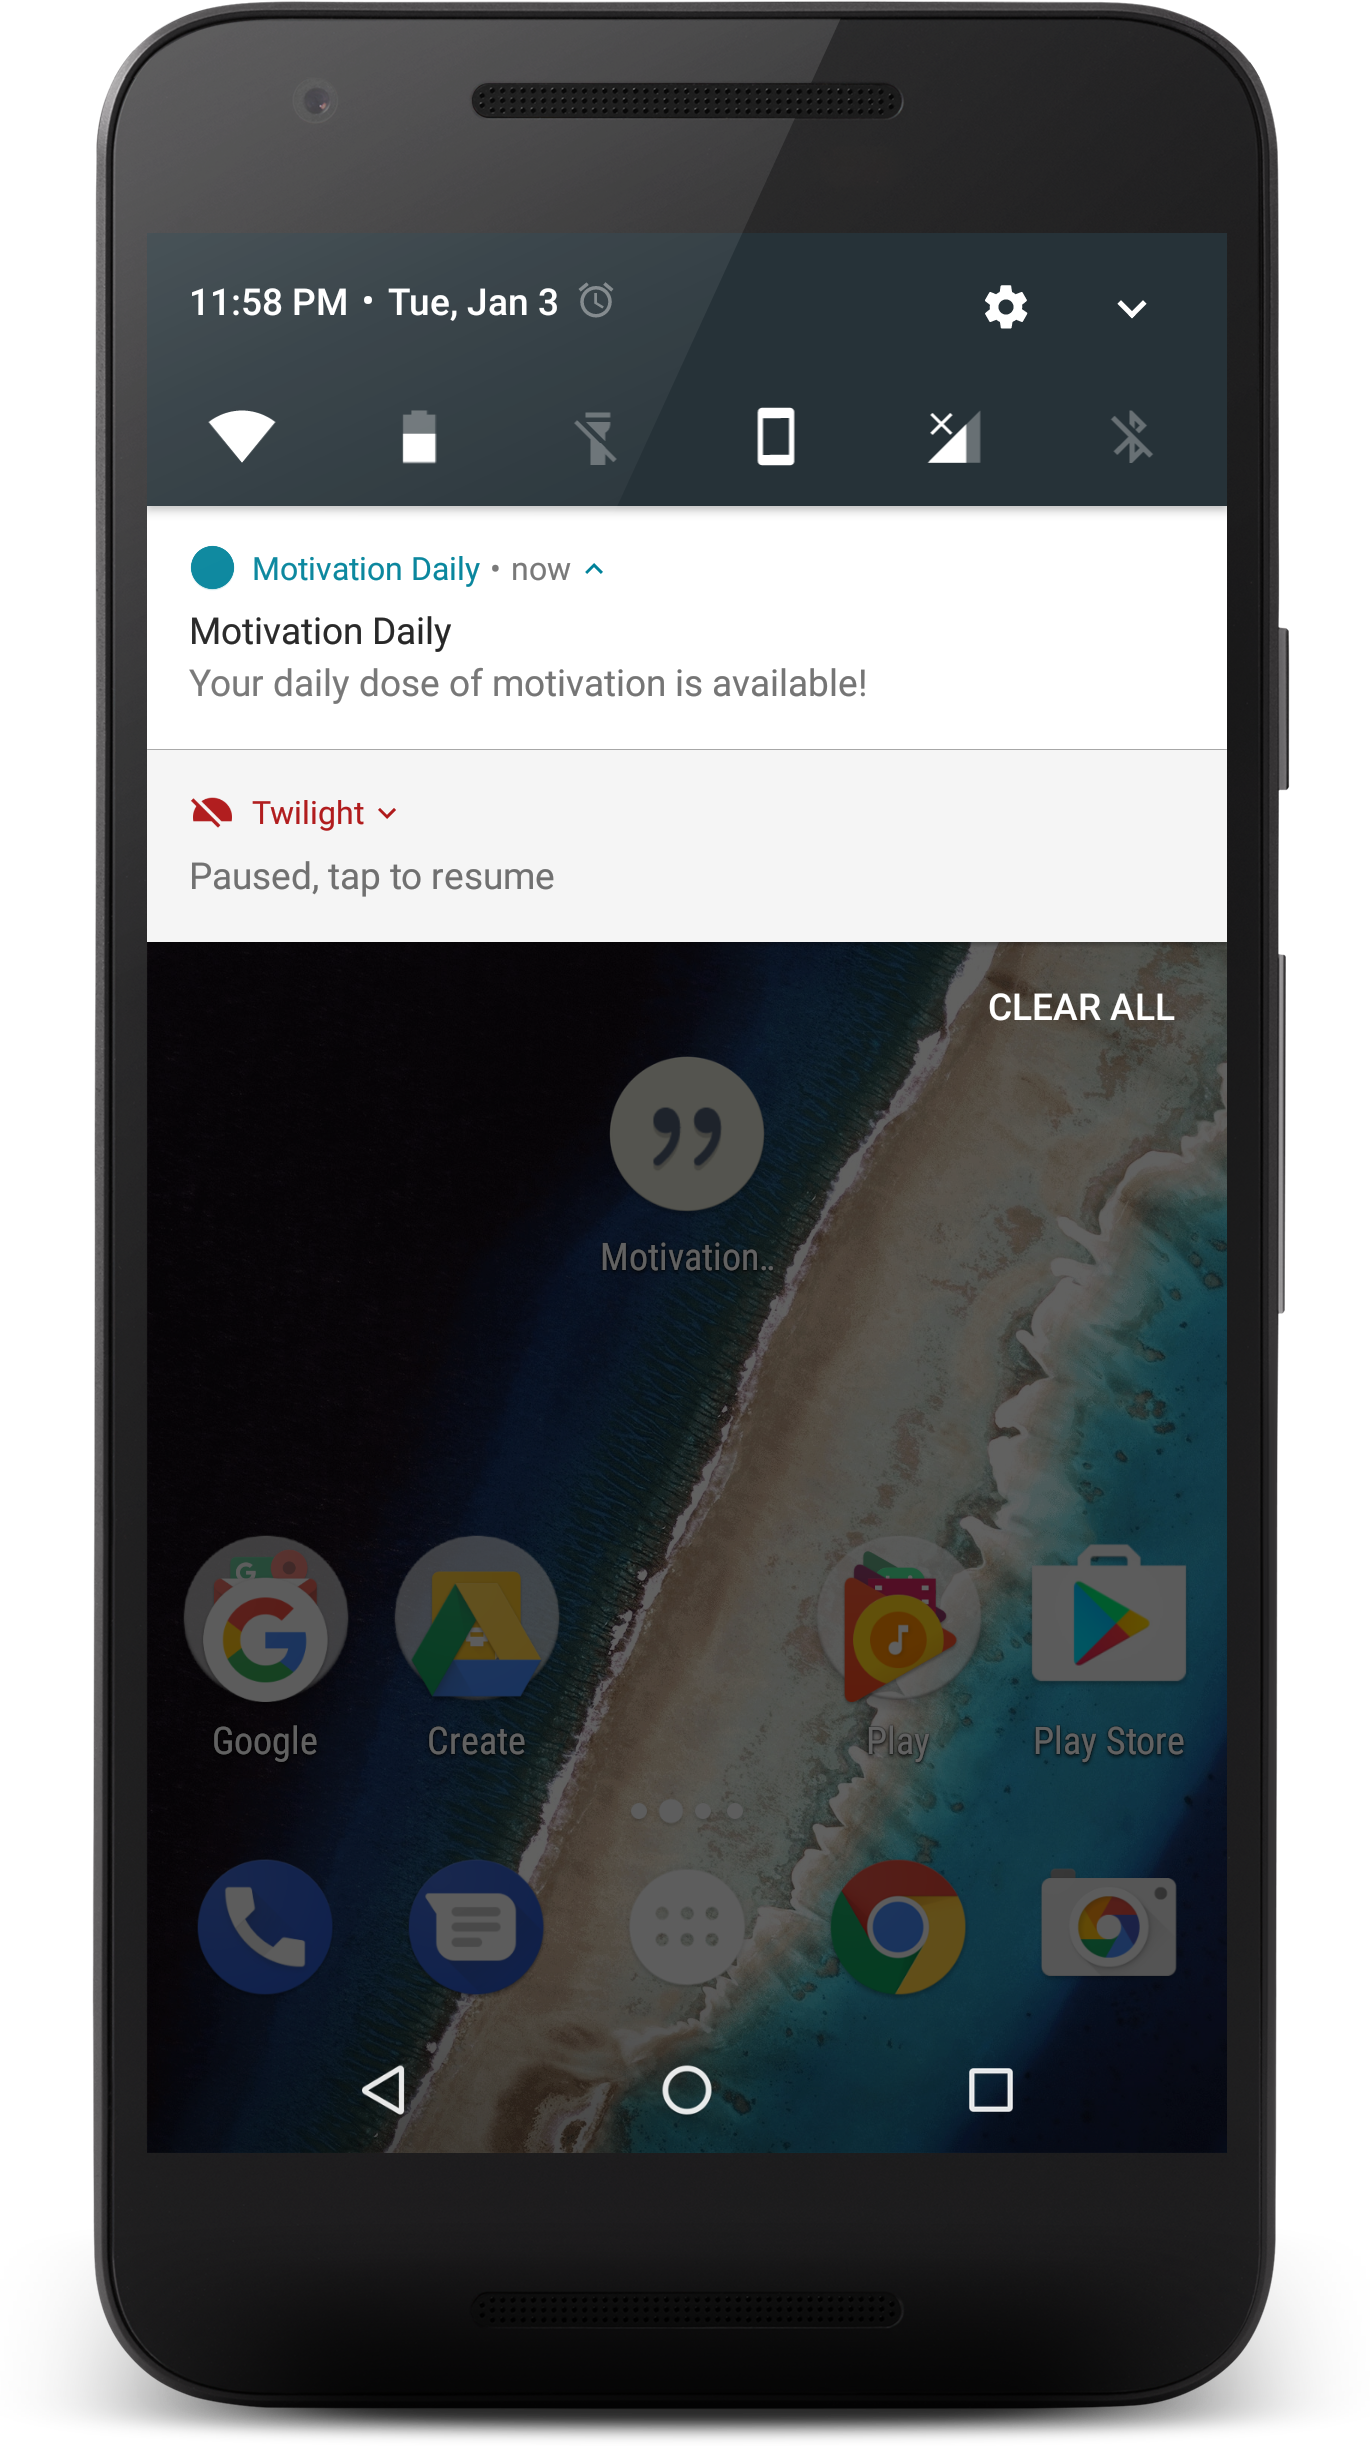 11:58 PM • Tue, Jan 3
Motivation Daily • now
Motivation Daily
Your daily dose of motivation is available!
Twilight
Paused, tap to resume
CLEAR ALL
Motivation..
Google
Create
Play
Play Store